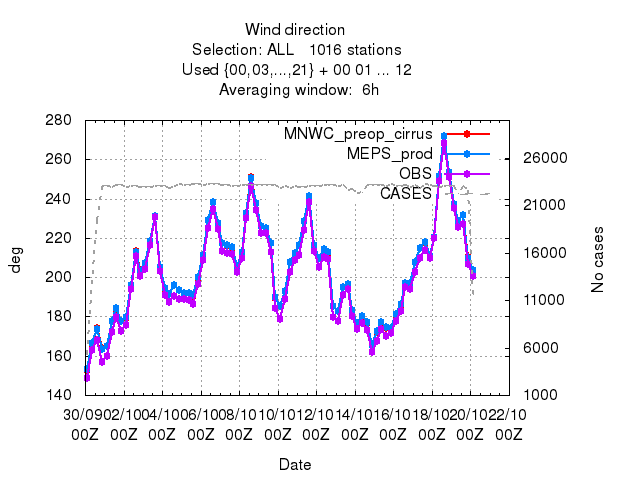 Wind direction
Selection: ALL 1016 stations
Used {00,03,...,21} + 00 01 ... 12
Averaging window: 6h
280
260
240
220
200
180
160
140
deg
MNWC_preop_cirrus
MEPS_prod
OBS
CASES
26000
21000
16000
11000
6000
1000
No cases
30/09 02/10 04/10 06/10 08/10 10/10 12/10 14/10 16/10 18/10 20/10 22/10
00Z 00Z 00Z 00Z 00Z 00Z 00Z 00Z 00Z 00Z 00Z 00Z
Date